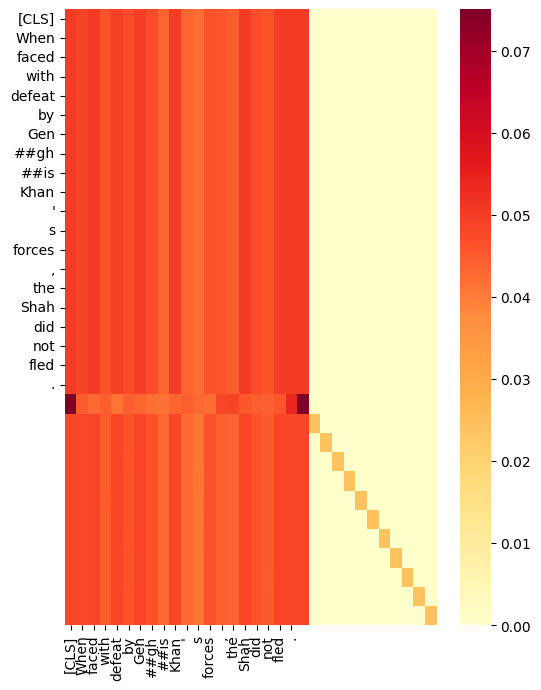 [CLS]
When
faced
with
defeat
by
Gen
##gh
##is
Khan
'
s
forces
,
the
Shah
did
not
fled
.
0.07
0.06
0.05
0.04
0.03
0.02
0.01
0.00
[CLS]
When
faced
with
defeat
by
Gen
##gh
##is
Khan
'
s
forces
,
the
Shah
did
not
fled
.